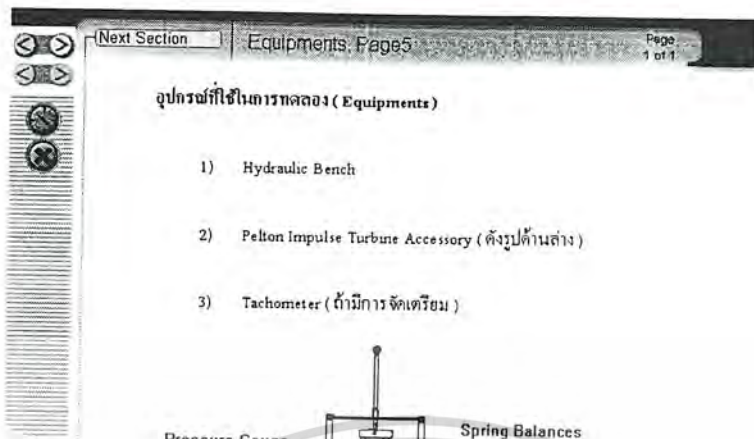 Next Section
Equipments, Page5
Page
1 of 1
อุปกรณ์ที่ใช้ในการทดลอง ( Equipments )
1) Hydraulic Bench
2) Pelton Impulse Turbine Accessory ( ดังรูปด้านล่าง )
3) Tachometer ( ถ้ามีการจัดเตรียม )
Spring Balances
Pressure Gauge